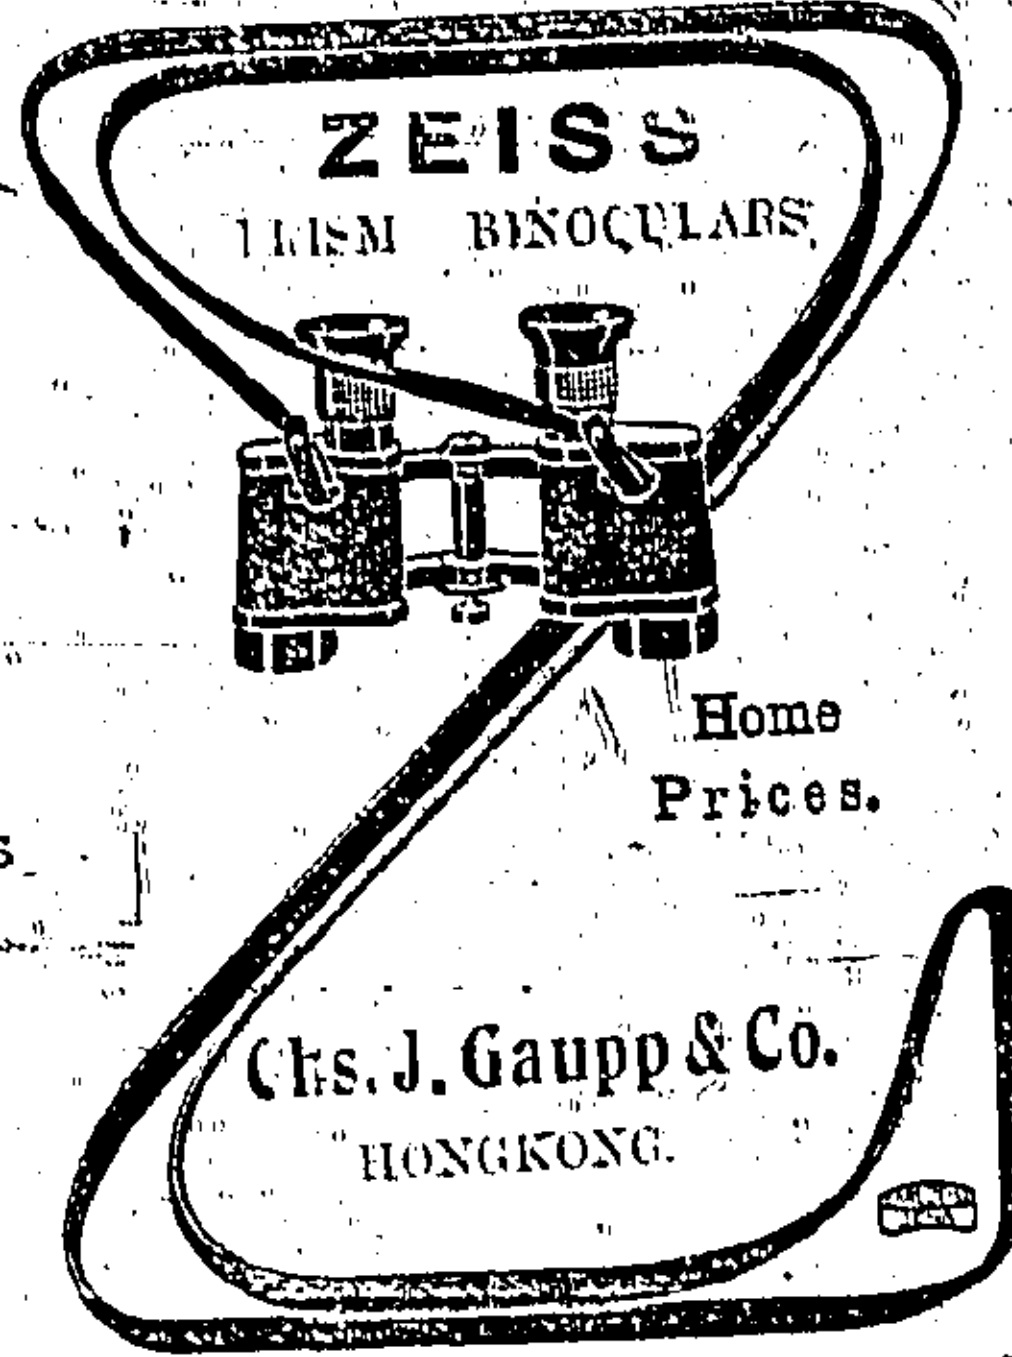 ZEISS
PRISM BINOCULARS
Home
Prices.
Chs. J. Gaupp & Co.
HONGKONG.